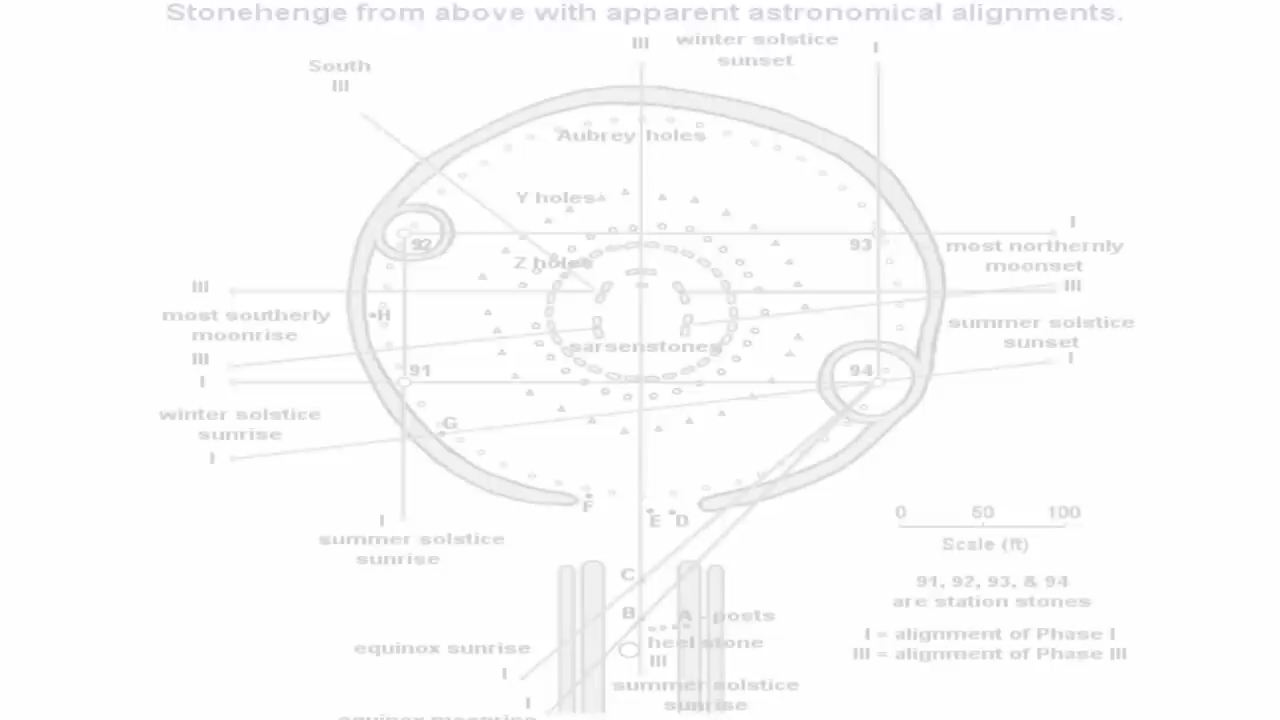 Stonehenge from above with apparent astronomical alignments.
III
winter solstice
sunset
I
South
III
Aubrey holes
Y holes
92
93
I
most northernly
moonset
Z holes
III
III
most southerly
moonrise
H
summer solstice
sunset
sarsenstones
III
I
I
91
94
winter solstice
sunrise
G
I
F
E D
I
summer solstice
sunrise
0 50 100
Scale (ft)
C
91, 92, 93, & 94
are station stones
B
A - posts
I = alignment of Phase I
III = alignment of Phase III
equinox sunrise
heel stone
III
I
summer solstice
sunrise
I
equinox moonrise